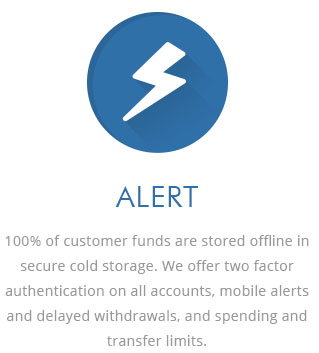 ALERT
100% of customer funds are stored offline in
secure cold storage. We offer two factor
authentication on all accounts, mobile alerts
and delayed withdrawals, and spending and
transfer limits.